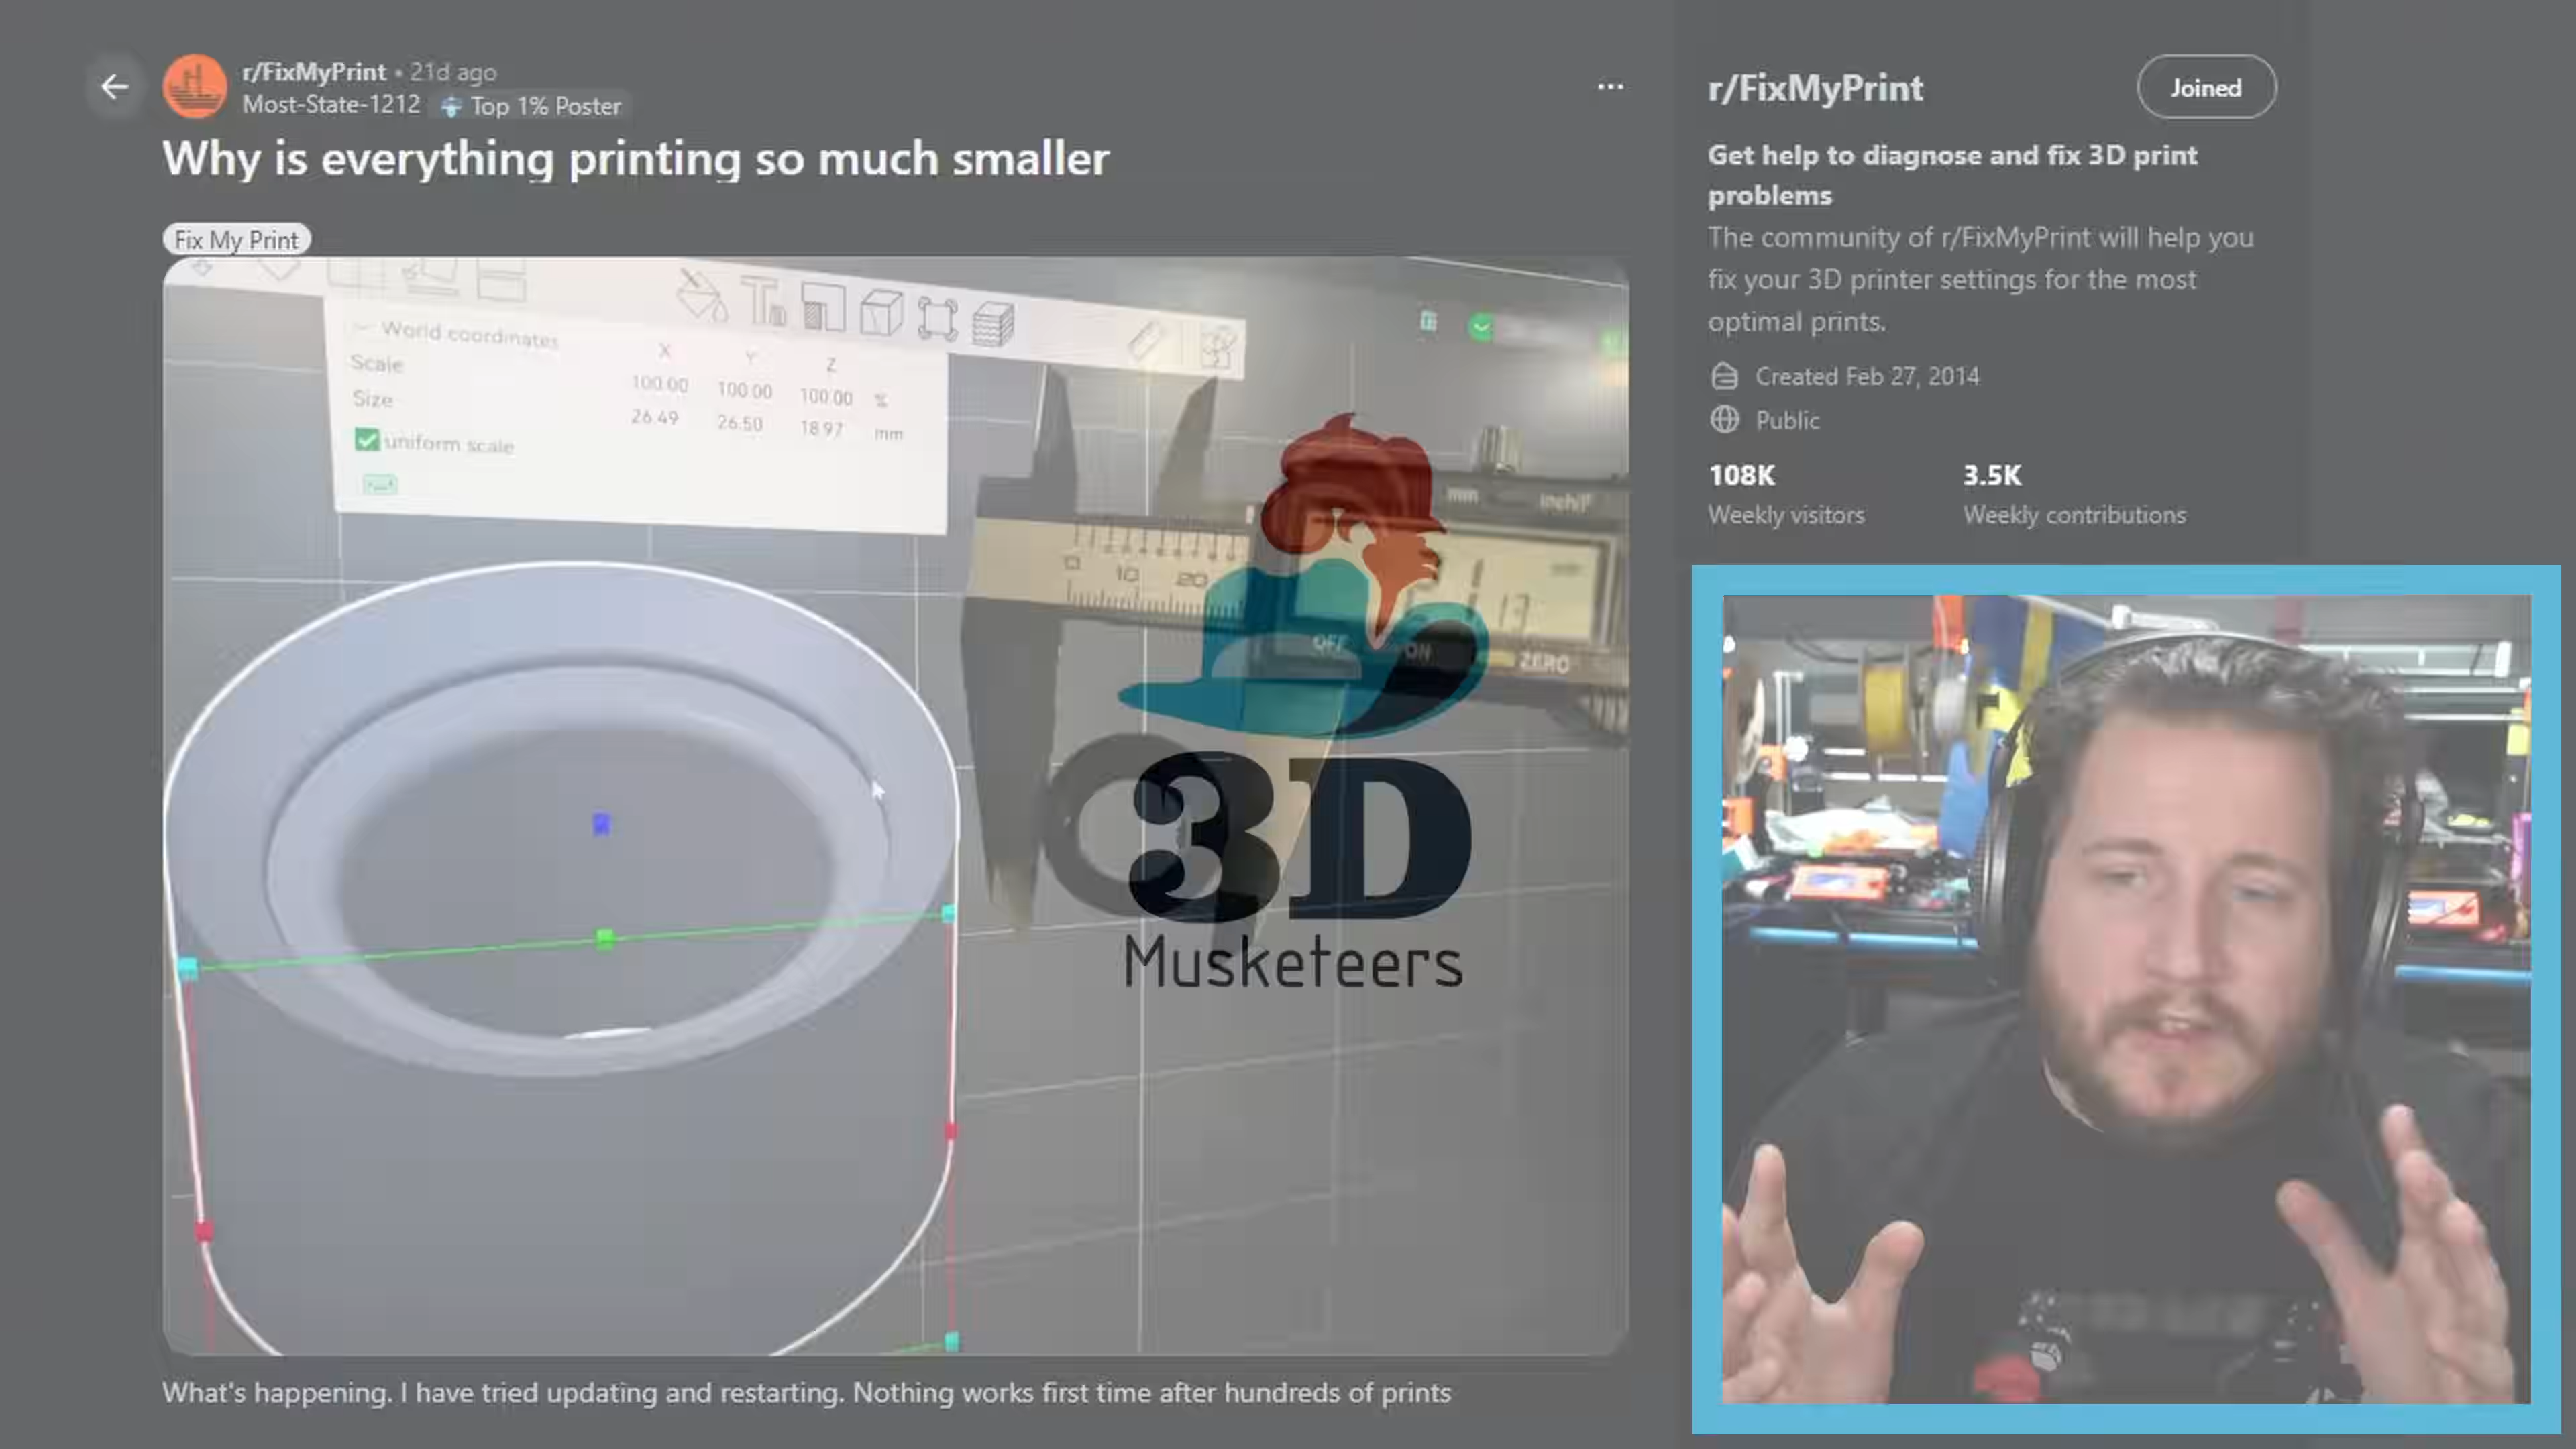 r/FixMyPrint • 21d ago
Most-State-1212 Top 1% Poster
Why is everything printing so much smaller
Fix My Print
World coordinates
X Y Z
Scale 100.00 100.00 100.00 %
Size 26.49 26.50 18.97 mm
uniform scale
mm inch
0 10 20
OFF ON ZERO
3D
Musketeers
What's happening. I have tried updating and restarting. Nothing works first time after hundreds of prints
r/FixMyPrint
Joined
Get help to diagnose and fix 3D print
problems
The community of r/FixMyPrint will help you
fix your 3D printer settings for the most
optimal prints.
Created Feb 27, 2014
Public
108K 3.5K
Weekly visitors Weekly contributions